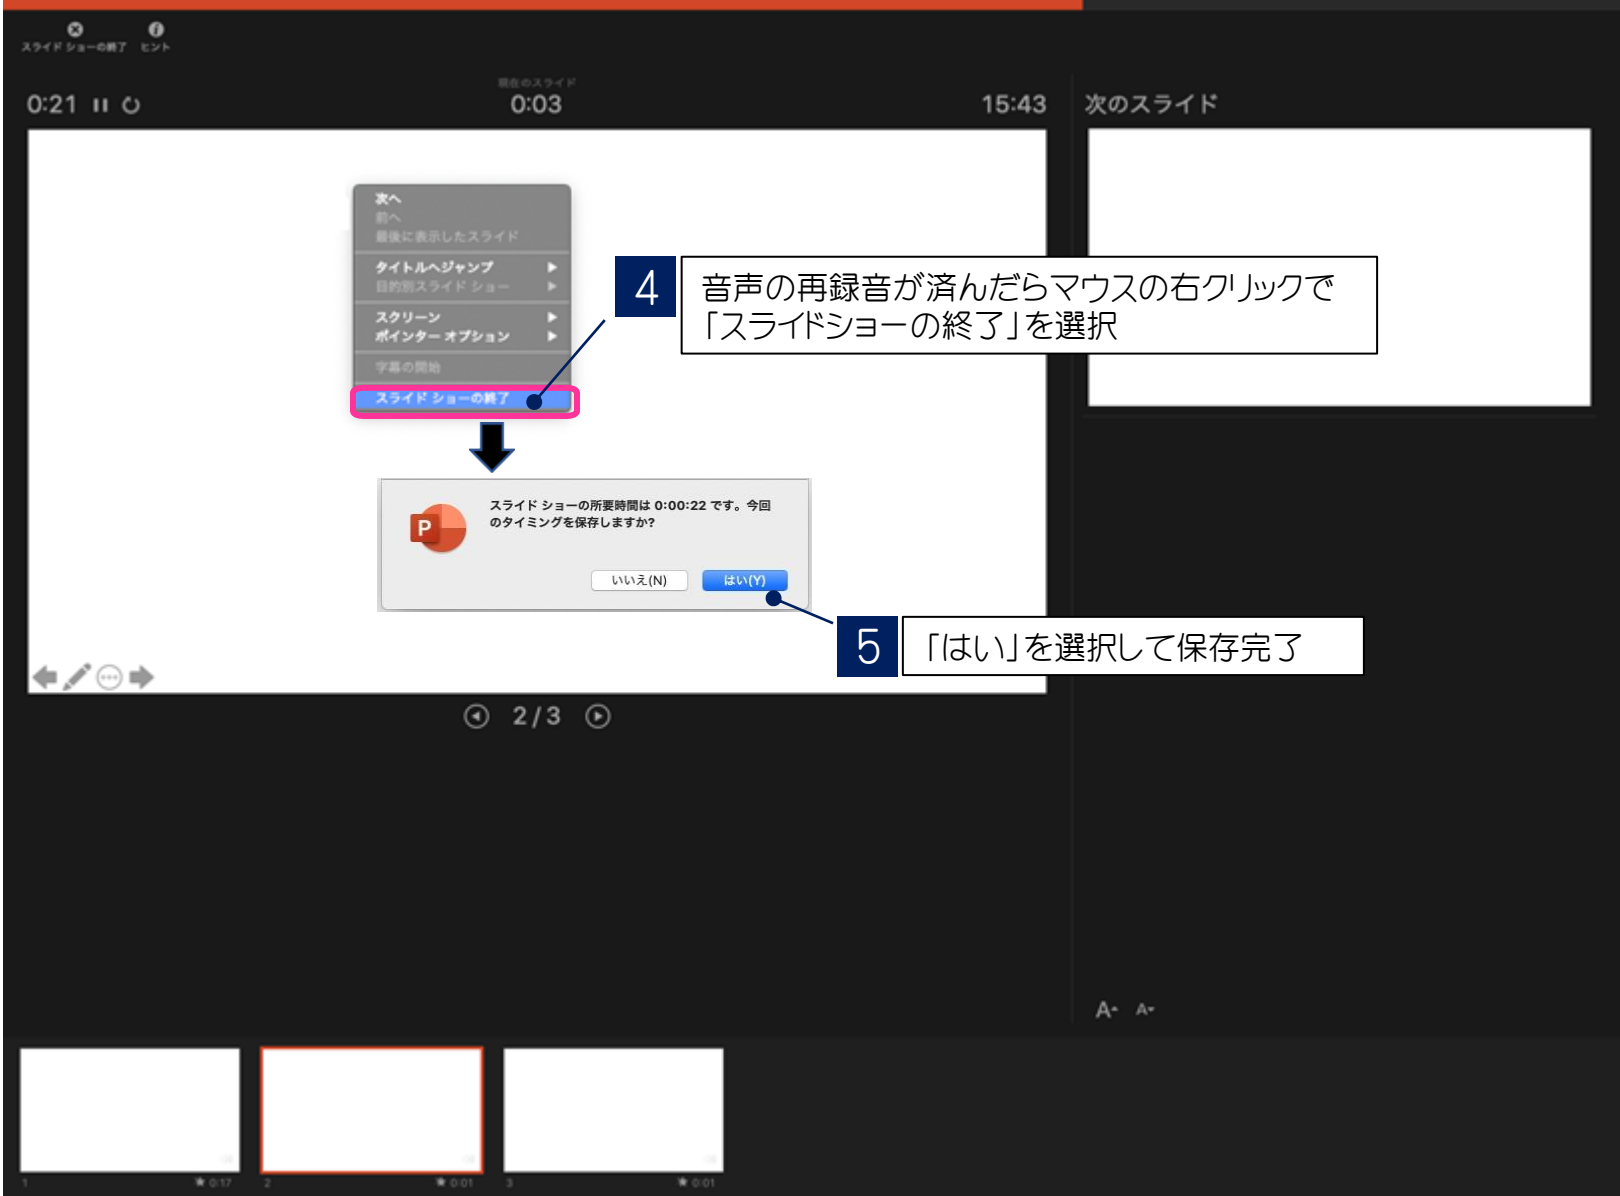 スライド ショーの終了 ヒント
0:21
現在のスライド
0:03
15:43
次のスライド
次へ
前へ
最後に表示したスライド
タイトルへジャンプ
目的別スライド ショー
スクリーン
ポインター オプション
字幕の開始
スライド ショーの終了
4
音声の再録音が済んだらマウスの右クリックで
「スライドショーの終了」を選択
P
スライド ショーの所要時間は 0:00:22 です。今回
のタイミングを保存しますか?
いいえ(N)
はい(Y)
5
「はい」を選択して保存完了
2/3
A A
1 0:17
2 0:01
3 0:01